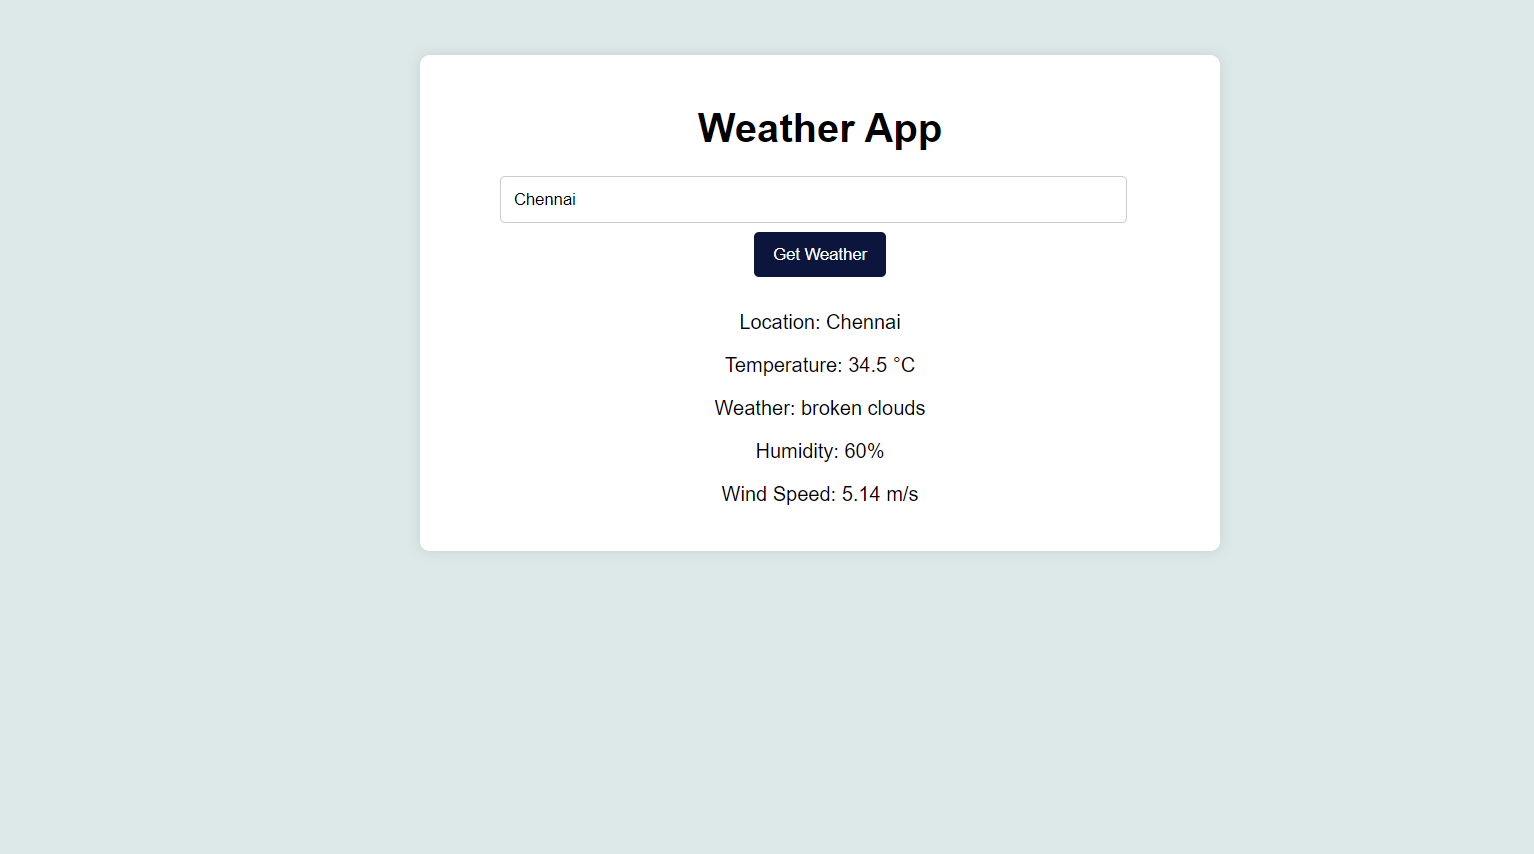 Weather App
Chennai
Get Weather
Location: Chennai
Temperature: 34.5 °C
Weather: broken clouds
Humidity: 60%
Wind Speed: 5.14 m/s